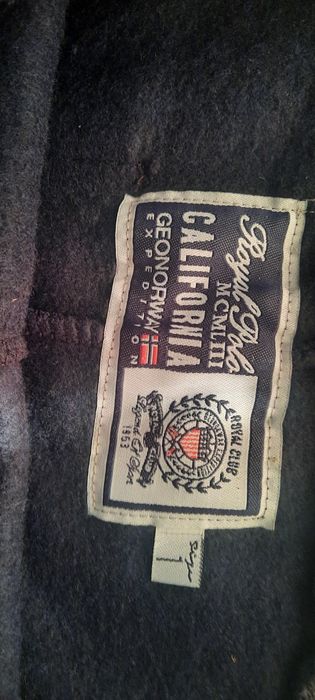 Royal Polo
MCMLIII
CALIFORNIA
GEONORWAY
EXPEDITION
ROYAL CLUB
Legend Of Polo
1953
Size
1